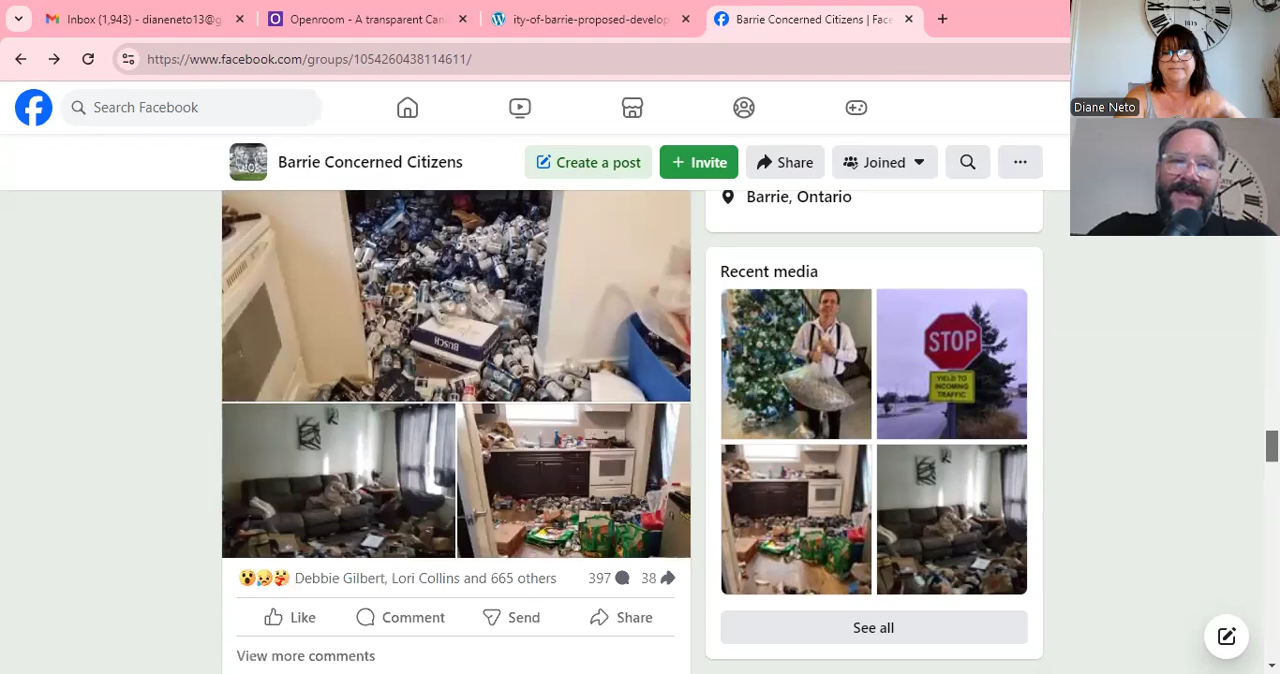 Inbox (1,943) - dianeneto13@g
Openroom - A transparent Can
ity-of-barrie-proposed-develop
Barrie Concerned Citizens | Face
https://www.facebook.com/groups/1054260438114611/
Diane Neto
Search Facebook
Barrie Concerned Citizens
Create a post
+ Invite
Share
Joined
Barrie, Ontario
Recent media
STOP
YIELD TO
INCOMING
TRAFFIC
BUSCH
Debbie Gilbert, Lori Collins and 665 others
397
38
Like
Comment
Send
Share
See all
View more comments